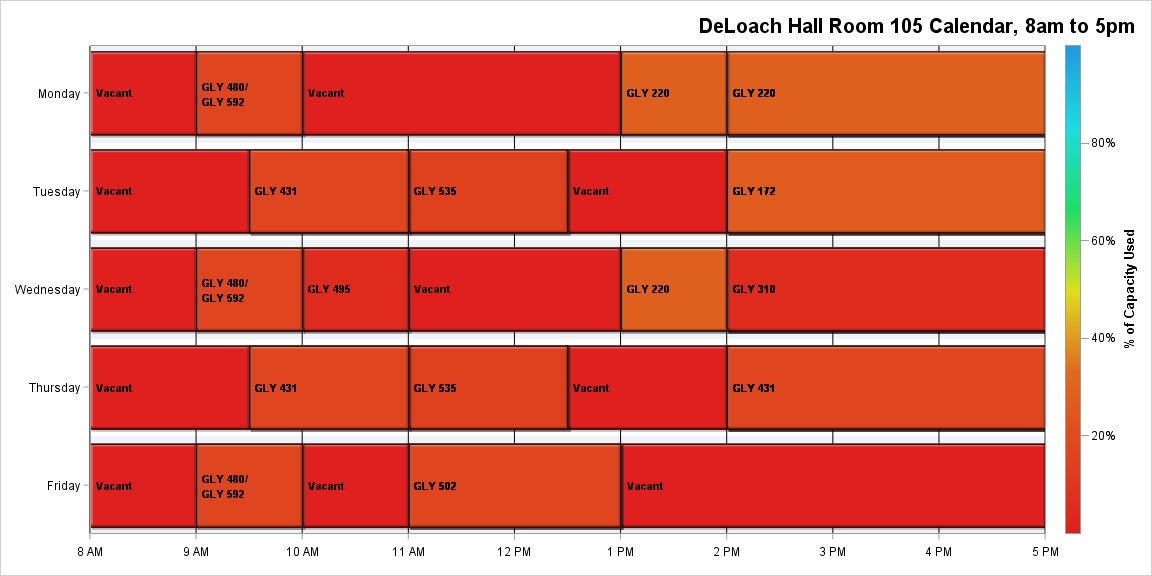 DeLoach Hall Room 105 Calendar, 8am to 5pm
Monday
Vacant
GLY 480/
GLY 592
Vacant
GLY 220
GLY 220
Tuesday
Vacant
GLY 431
GLY 535
Vacant
GLY 172
Wednesday
Vacant
GLY 480/
GLY 592
GLY 495
Vacant
GLY 220
GLY 310
Thursday
Vacant
GLY 431
GLY 535
Vacant
GLY 431
Friday
Vacant
GLY 480/
GLY 592
Vacant
GLY 502
Vacant
8 AM 9 AM 10 AM 11 AM 12 PM 1 PM 2 PM 3 PM 4 PM 5 PM
80%
60%
40%
20%
% of Capacity Used